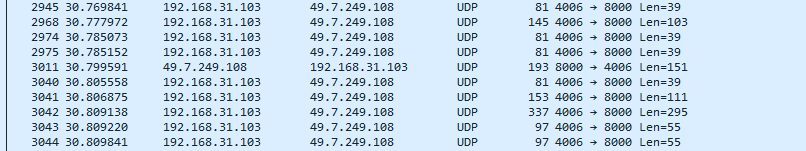 2945 30.769841 192.168.31.103 49.7.249.108 UDP 81 4006 → 8000 Len=39
2968 30.777972 192.168.31.103 49.7.249.108 UDP 145 4006 → 8000 Len=103
2974 30.785073 192.168.31.103 49.7.249.108 UDP 81 4006 → 8000 Len=39
2975 30.785152 192.168.31.103 49.7.249.108 UDP 81 4006 → 8000 Len=39
3011 30.799591 49.7.249.108 192.168.31.103 UDP 193 8000 → 4006 Len=151
3040 30.805558 192.168.31.103 49.7.249.108 UDP 81 4006 → 8000 Len=39
3041 30.806875 192.168.31.103 49.7.249.108 UDP 153 4006 → 8000 Len=111
3042 30.809138 192.168.31.103 49.7.249.108 UDP 337 4006 → 8000 Len=295
3043 30.809220 192.168.31.103 49.7.249.108 UDP 97 4006 → 8000 Len=55
3044 30.809841 192.168.31.103 49.7.249.108 UDP 97 4006 → 8000 Len=55